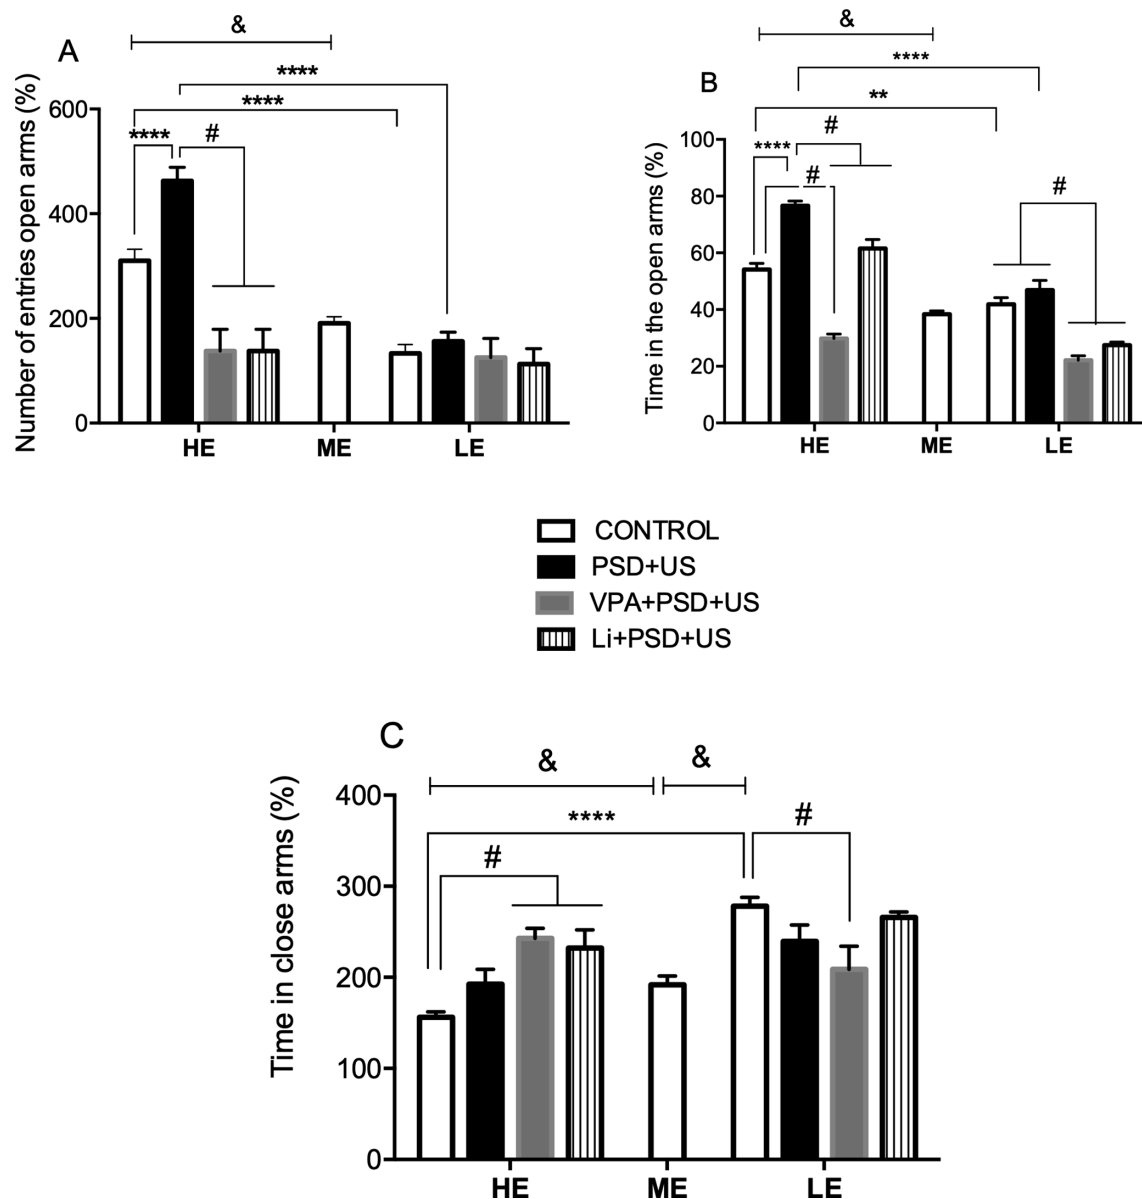 A
&
****
****
****
#
Number of entries open arms (%)
600
400
200
0
HE
ME
LE
B
&
****
**
#
****
#
#
Time in the open arms (%)
100
80
60
40
20
0
HE
ME
LE
CONTROL
PSD+US
VPA+PSD+US
Li+PSD+US
C
&
&
****
#
#
Time in close arms (%)
400
300
200
100
0
HE
ME
LE